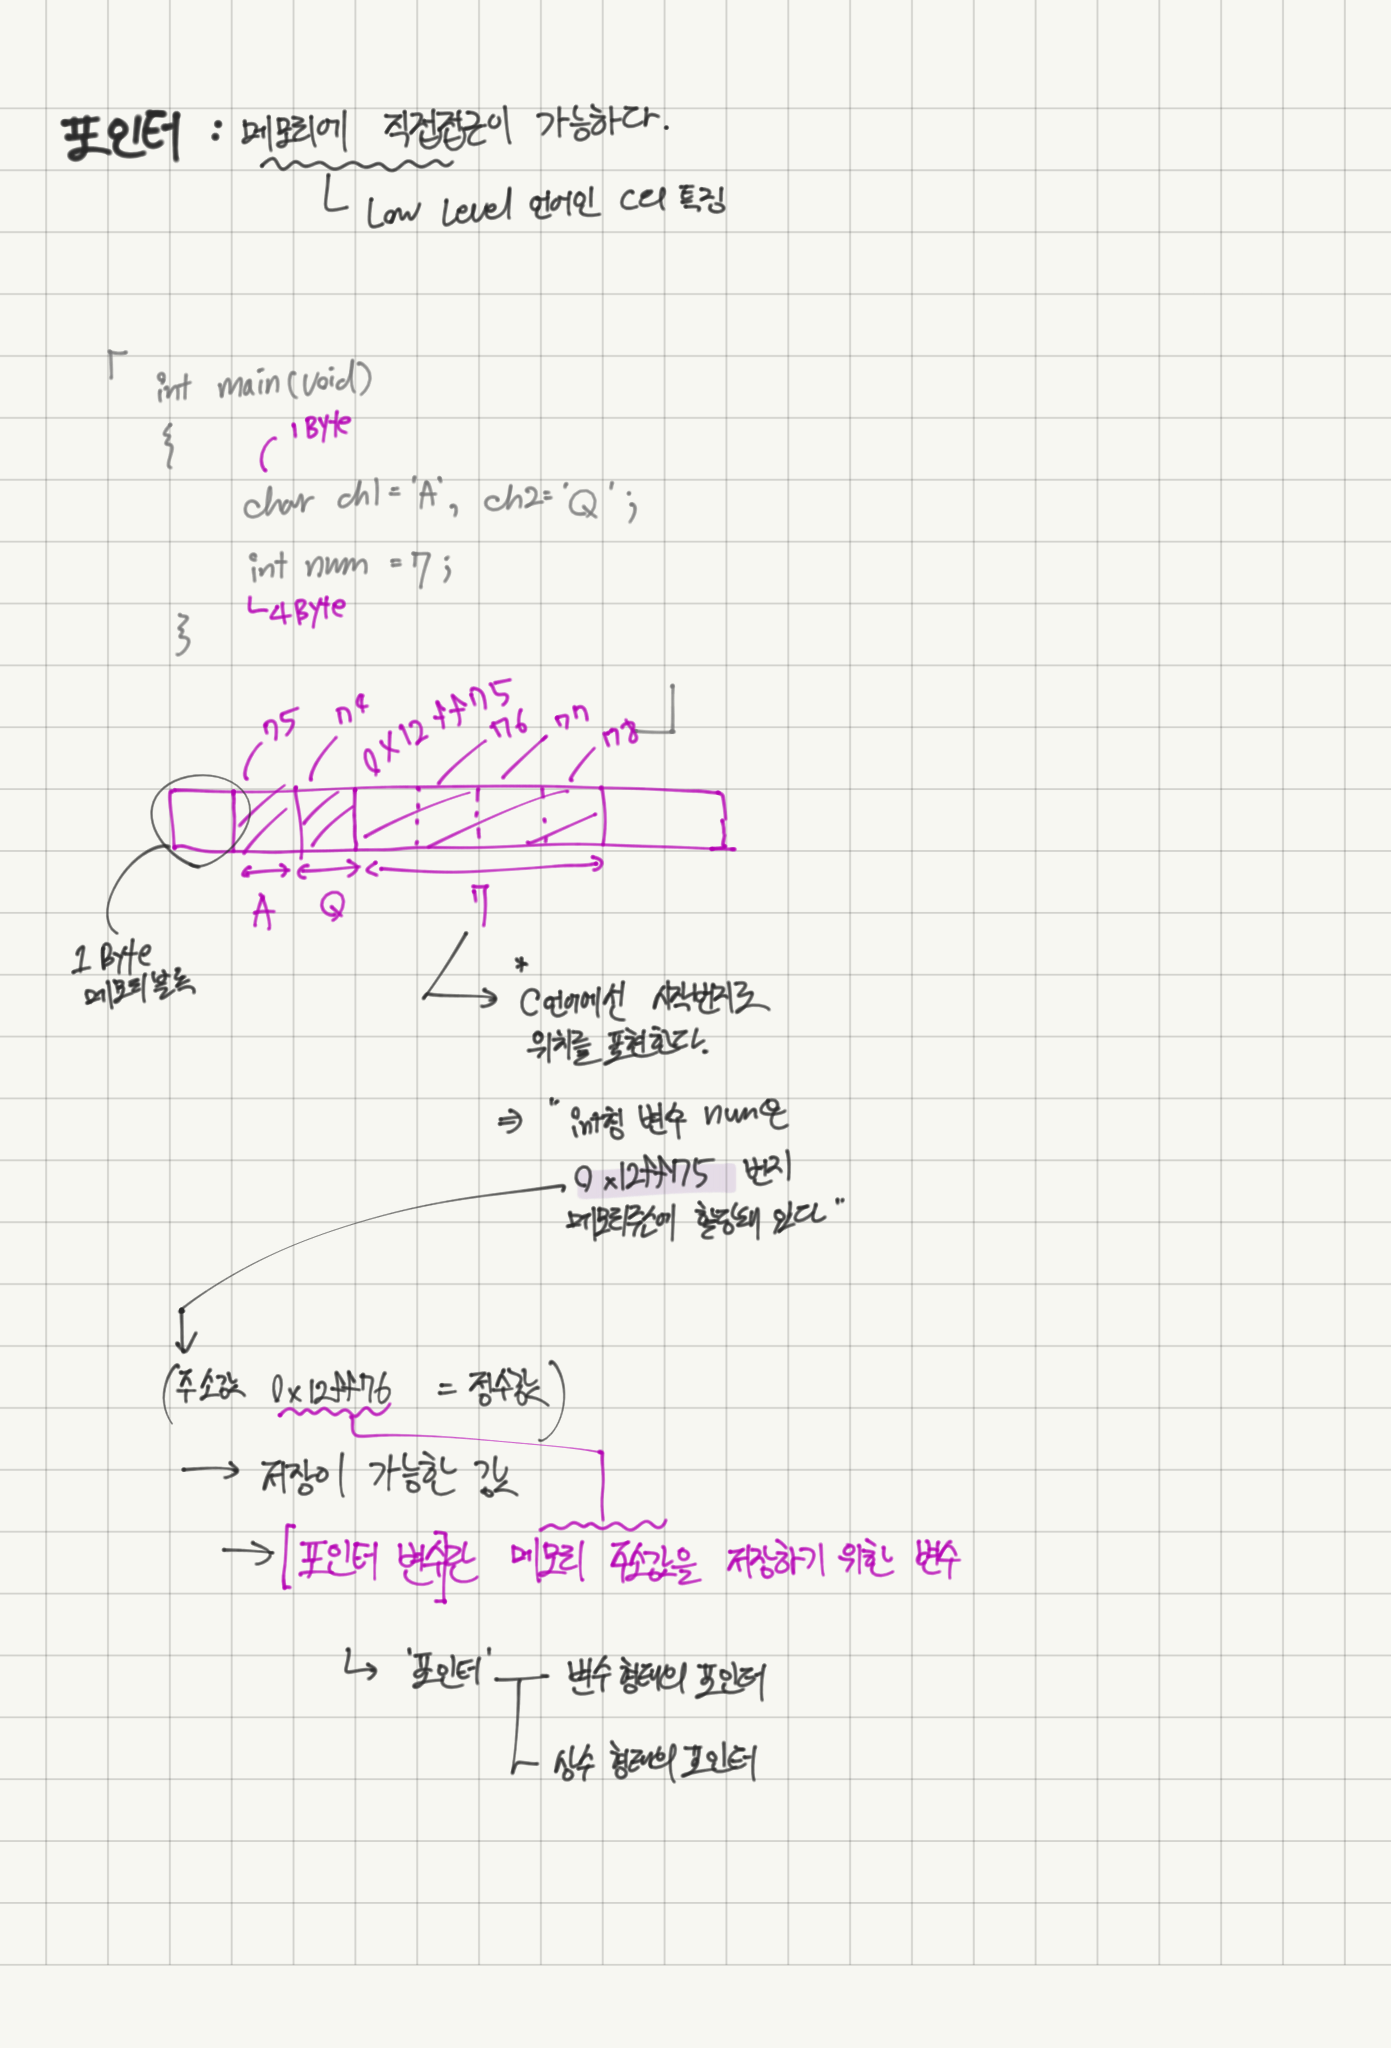 포인터 : 메모리에 직접접근이 가능하다.
Low Level 언어인 C의 특징
int main(void)
{
1 Byte
char ch1='A', ch2='Q';
int num = 7;
4 Byte
}
75 74 0x12ff75 76 77 78
A Q 7
1 Byte
메모리 블록
*
C언어에선 시작번지로
위치를 표현한다.
⇒ "int형 변수 num은
0x12ff75 번지
메모리주소에 할당돼 있다"
(주소값 0x12ff76 = 정수값)
→ 저장이 가능한 값
→ [포인터 변수]란 메모리 주소값을 저장하기 위한 변수
↳ '포인터' 변수 형태의 포인터
상수 형태의 포인터